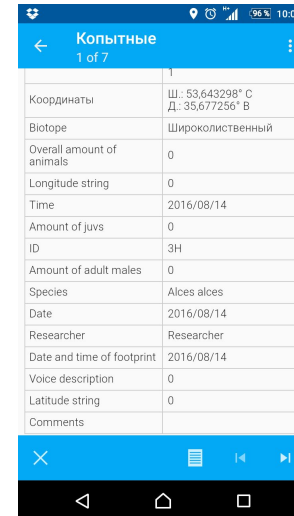 96 % 10:0
Копытные
1 of 7
1
Координаты Ш.: 53,643298° С
Д.: 35,677256° В
Biotope Широколиственный
Overall amount of
animals 0
Longitude string 0
Time 2016/08/14
Amount of juvs 0
ID 3H
Amount of adult males 0
Species Alces alces
Date 2016/08/14
Researcher Researcher
Date and time of footprint 2016/08/14
Voice description 0
Latitude string 0
Comments